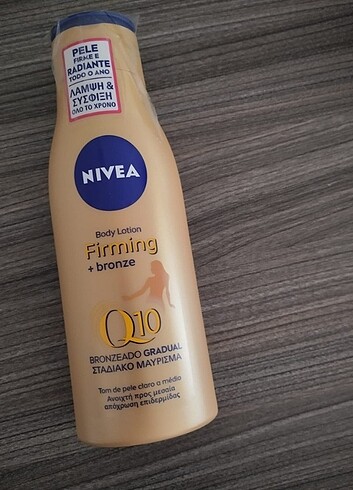 PELE
FIRME E
RADIANTE
TODO O ANO
ΛΑΜΨΗ &
ΣΥΣΦΙΞΗ
ΟΛΟ ΤΟ ΧΡΟΝΟ
NIVEA
Body Lotion
Firming
+ bronze
Q10
BRONZEADO GRADUAL
ΣΤΑΔΙΑΚΟ ΜΑΥΡΙΣΜΑ
Tom de pele claro a médio
Ανοιχτή προς μεσαία
απόχρωση επιδερμίδας